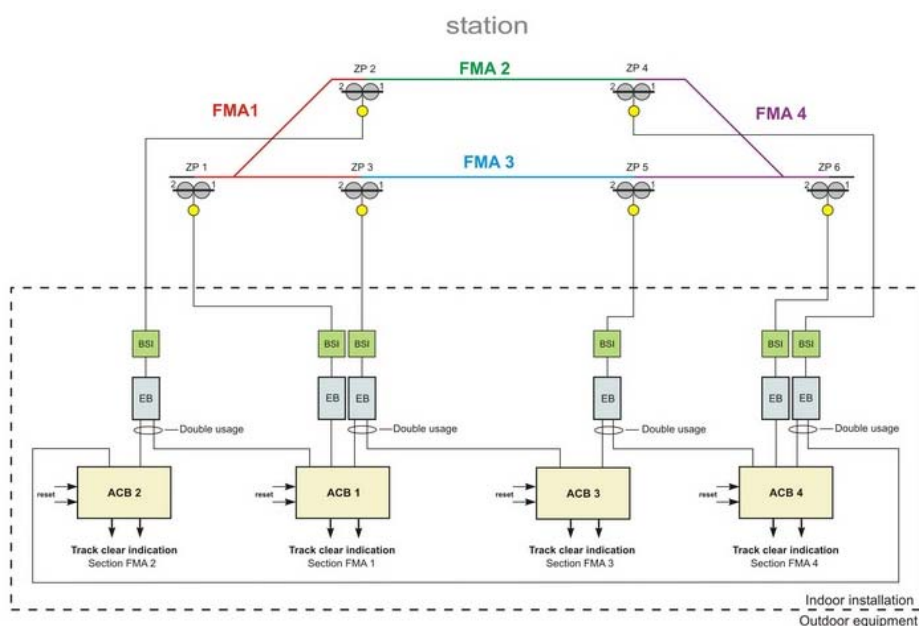 station
ZP 2
FMA 2
ZP 4
2 1
2 1
FMA1
FMA 4
ZP 1
ZP 3
FMA 3
ZP 5
ZP 6
2 1
2 1
2 1
2 1
BSI
BSI
BSI
BSI
BSI
BSI
EB
EB
EB
EB
EB
EB
Double usage
Double usage
Double usage
Double usage
reset
ACB 2
reset
ACB 1
reset
ACB 3
reset
ACB 4
Track clear indication
Section FMA 2
Track clear indication
Section FMA 1
Track clear indication
Section FMA 3
Track clear indication
Section FMA 4
Indoor installation
Outdoor equipment